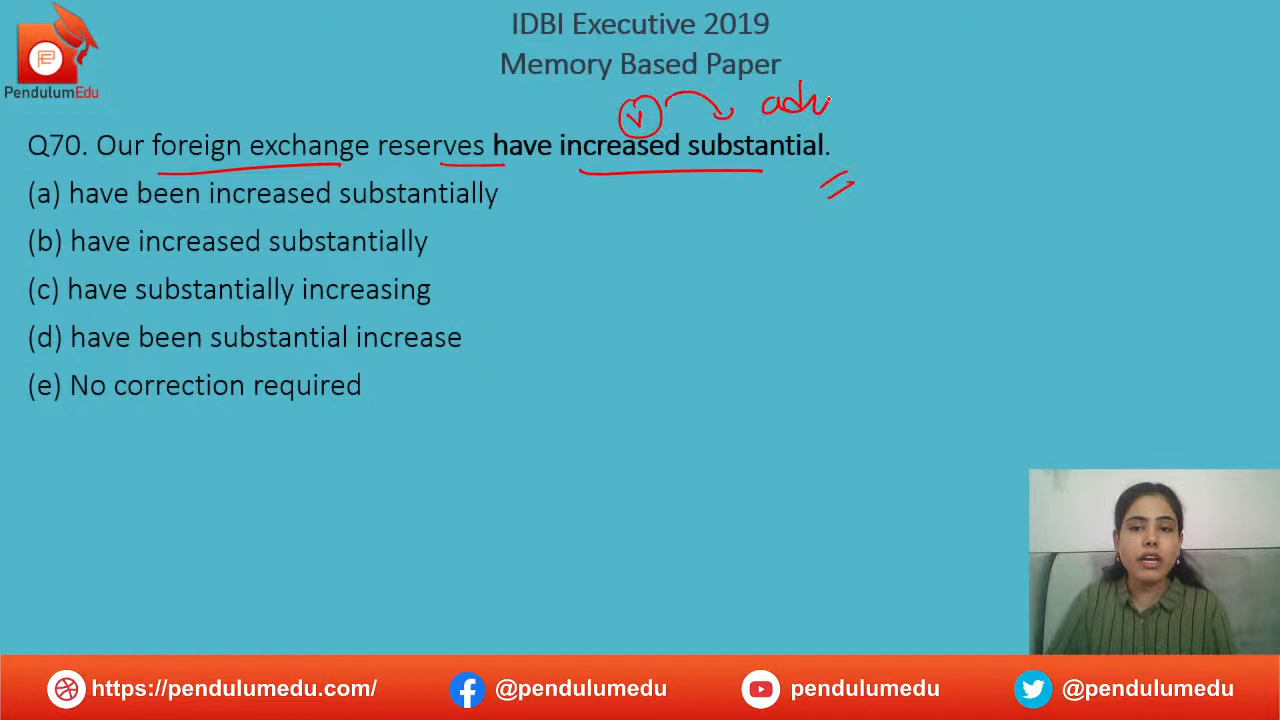 IDBI Executive 2019
Memory Based Paper
PendulumEdu
v adv
Q70. Our foreign exchange reserves have increased substantial.
(a) have been increased substantially
(b) have increased substantially
(c) have substantially increasing
(d) have been substantial increase
(e) No correction required
https://pendulumedu.com/ @pendulumedu pendulumedu @pendulumedu